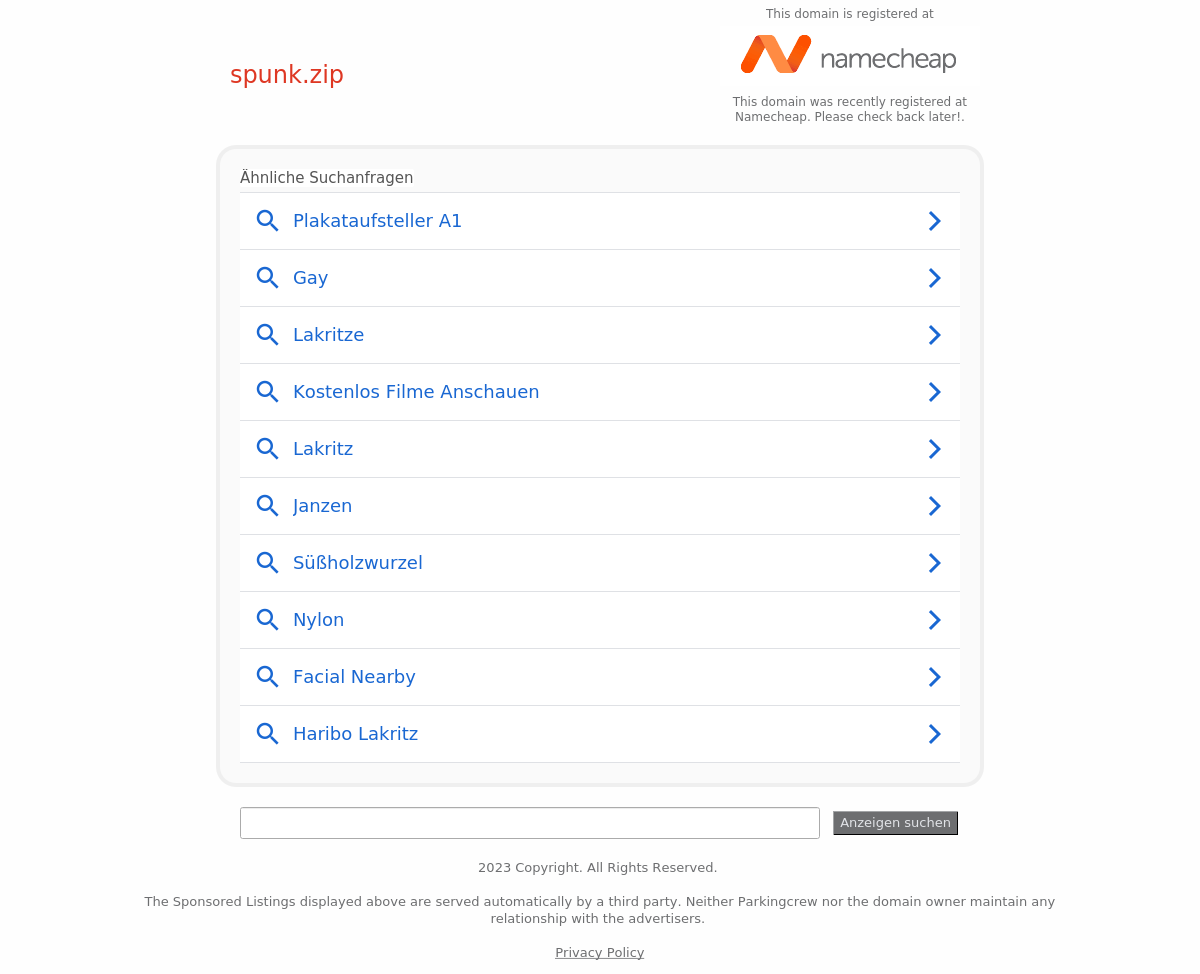 This domain is registered at
spunk.zip
namecheap
This domain was recently registered at
Namecheap. Please check back later!.
Ähnliche Suchanfragen
Plakataufsteller A1
Gay
Lakritze
Kostenlos Filme Anschauen
Lakritz
Janzen
Süßholzwurzel
Nylon
Facial Nearby
Haribo Lakritz
Anzeigen suchen
2023 Copyright. All Rights Reserved.
The Sponsored Listings displayed above are served automatically by a third party. Neither Parkingcrew nor the domain owner maintain any
relationship with the advertisers.
Privacy Policy